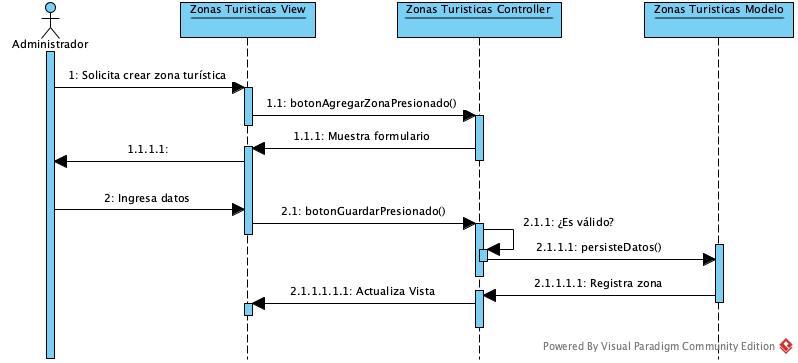 Zonas Turisticas View
Zonas Turisticas Controller
Zonas Turisticas Modelo
Administrador
1: Solicita crear zona turística
1.1: botonAgregarZonaPresionado()
1.1.1: Muestra formulario
1.1.1.1:
2: Ingresa datos
2.1: botonGuardarPresionado()
2.1.1: ¿Es válido?
2.1.1.1: persisteDatos()
2.1.1.1.1: Registra zona
2.1.1.1.1.1: Actualiza Vista
Powered By Visual Paradigm Community Edition